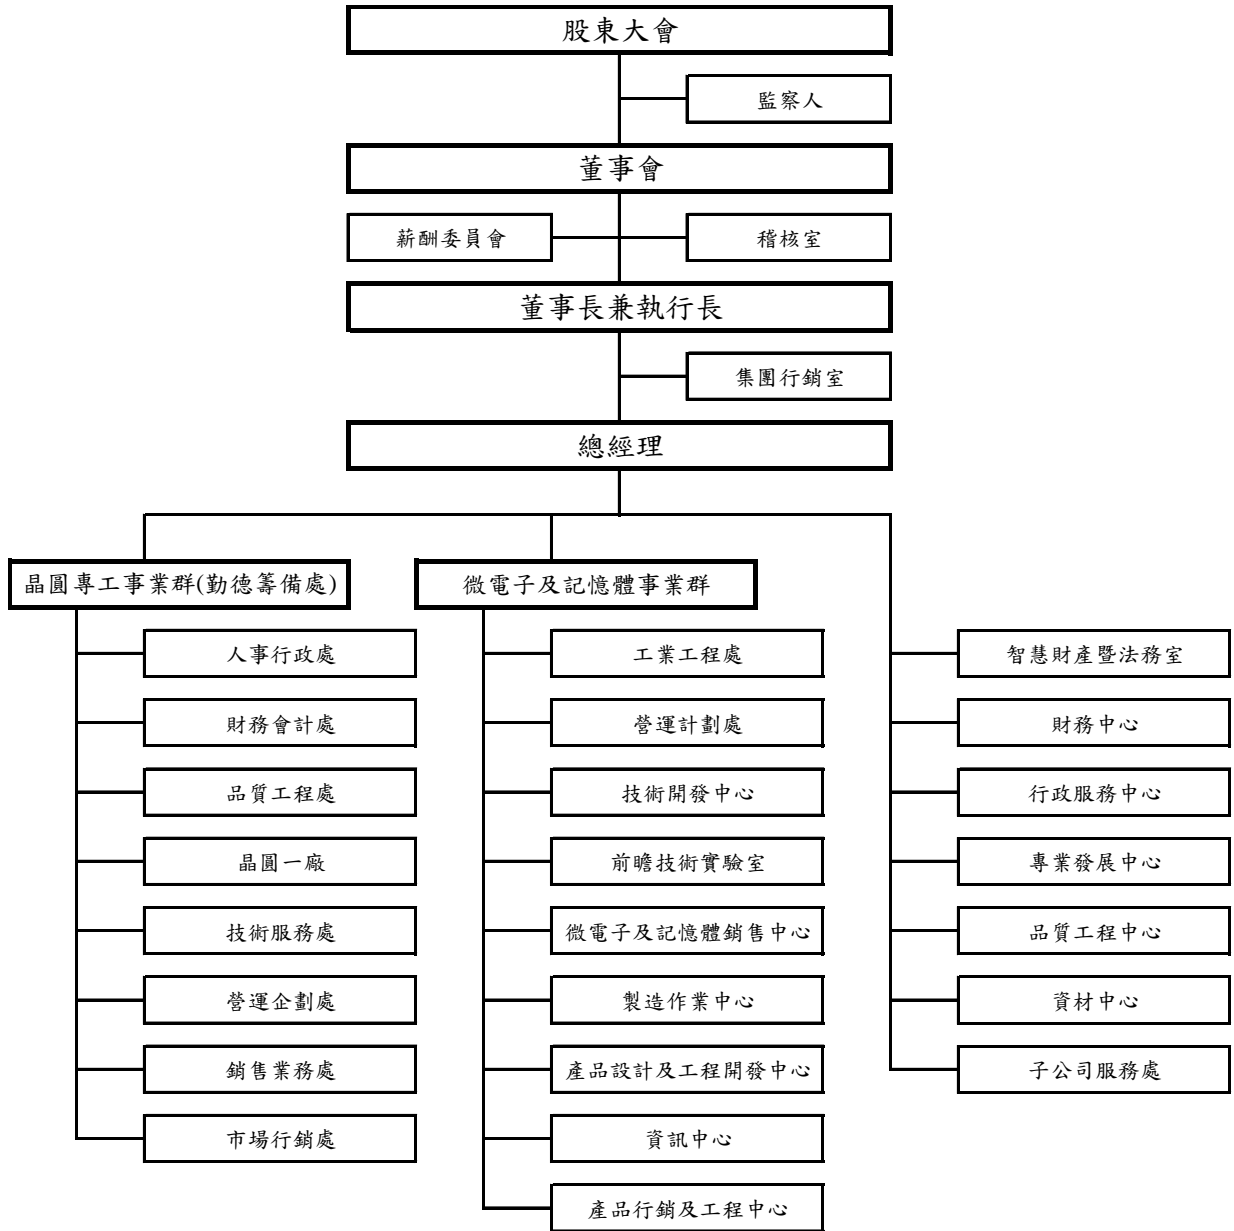 股東大會
監察人
董事會
薪酬委員會
稽核室
董事長兼執行長
集團行銷室
總經理
晶圓專工事業群(勤德籌備處)
人事行政處
財務會計處
品質工程處
晶圓一廠
技術服務處
營運企劃處
銷售業務處
市場行銷處
微電子及記憶體事業群
工業工程處
營運計劃處
技術開發中心
前瞻技術實驗室
微電子及記憶體銷售中心
製造作業中心
產品設計及工程開發中心
資訊中心
產品行銷及工程中心
智慧財產暨法務室
財務中心
行政服務中心
專業發展中心
品質工程中心
資材中心
子公司服務處